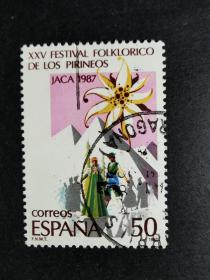 XXV FESTIVAL FOLKLORICO
DE LOS PIRINEOS
JACA 1987
correos
ESPAÑA 50
F.N.M.T.